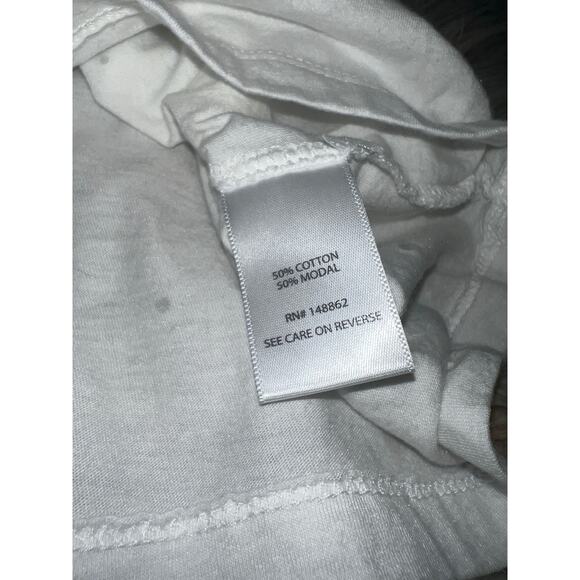 50% COTTON
50% MODAL
RN# 148862
SEE CARE ON REVERSE